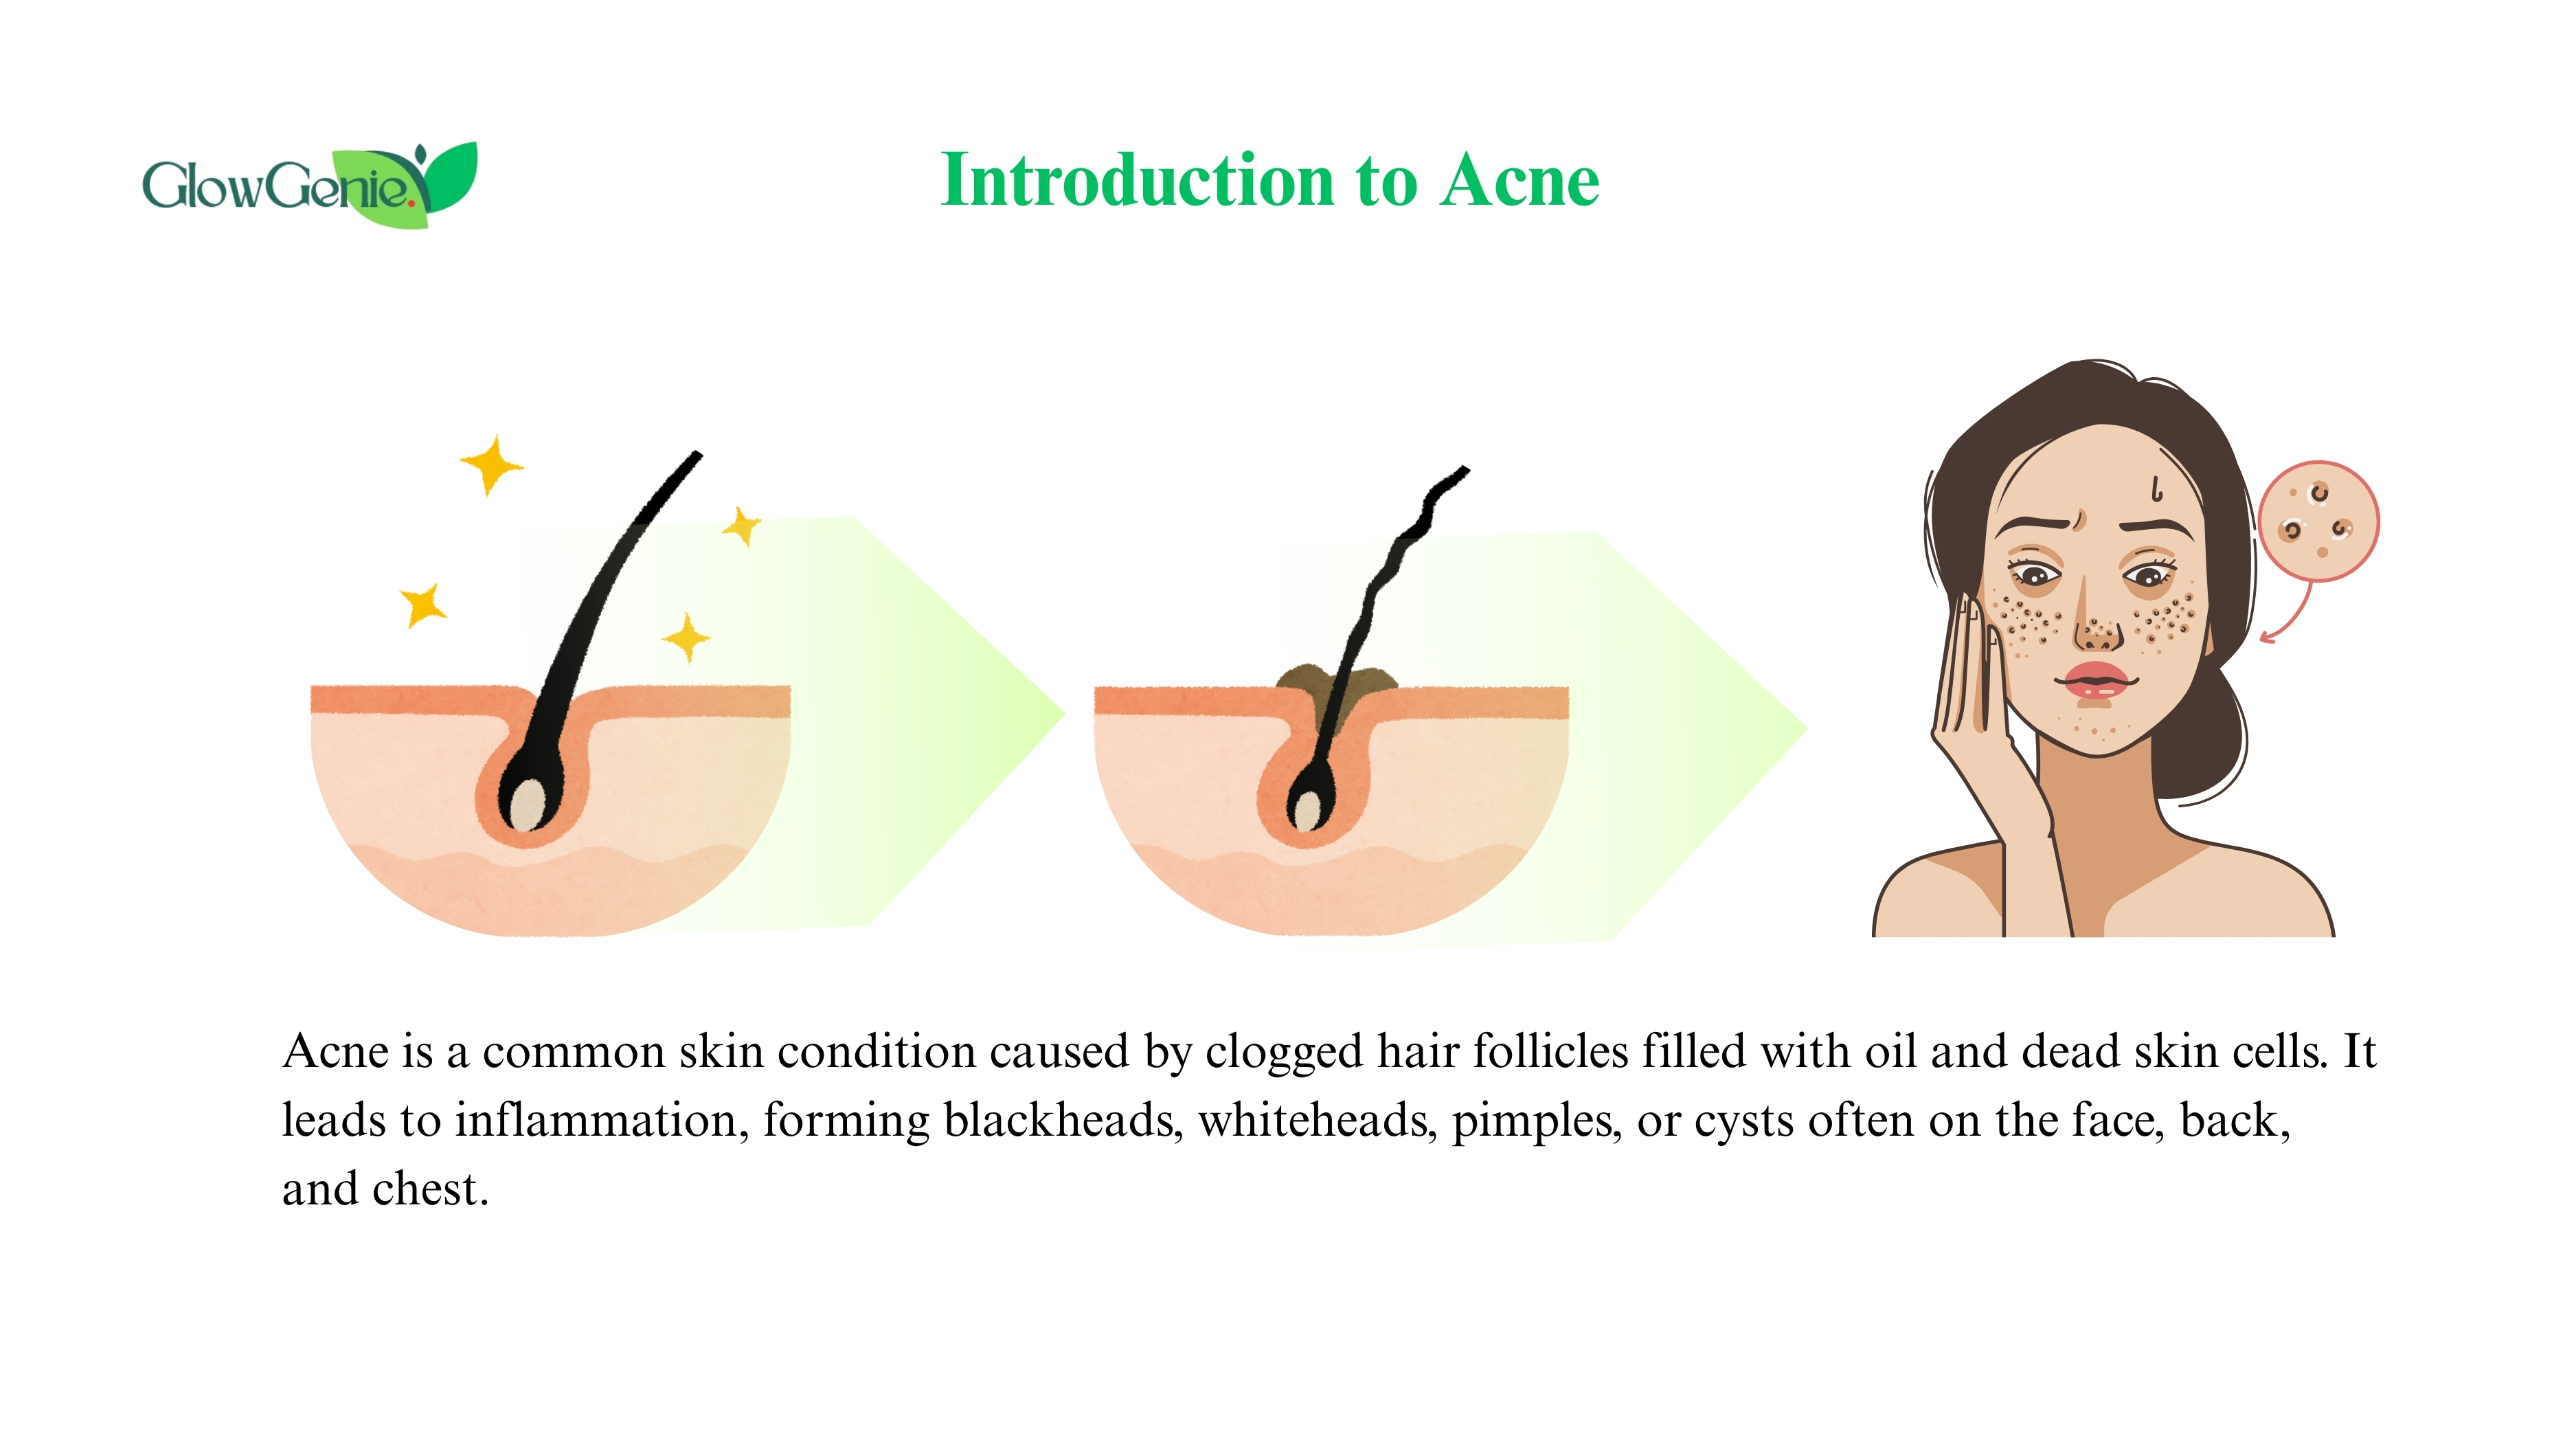 GlowGenie.
Introduction to Acne
Acne is a common skin condition caused by clogged hair follicles filled with oil and dead skin cells. It
leads to inflammation, forming blackheads, whiteheads, pimples, or cysts often on the face, back,
and chest.